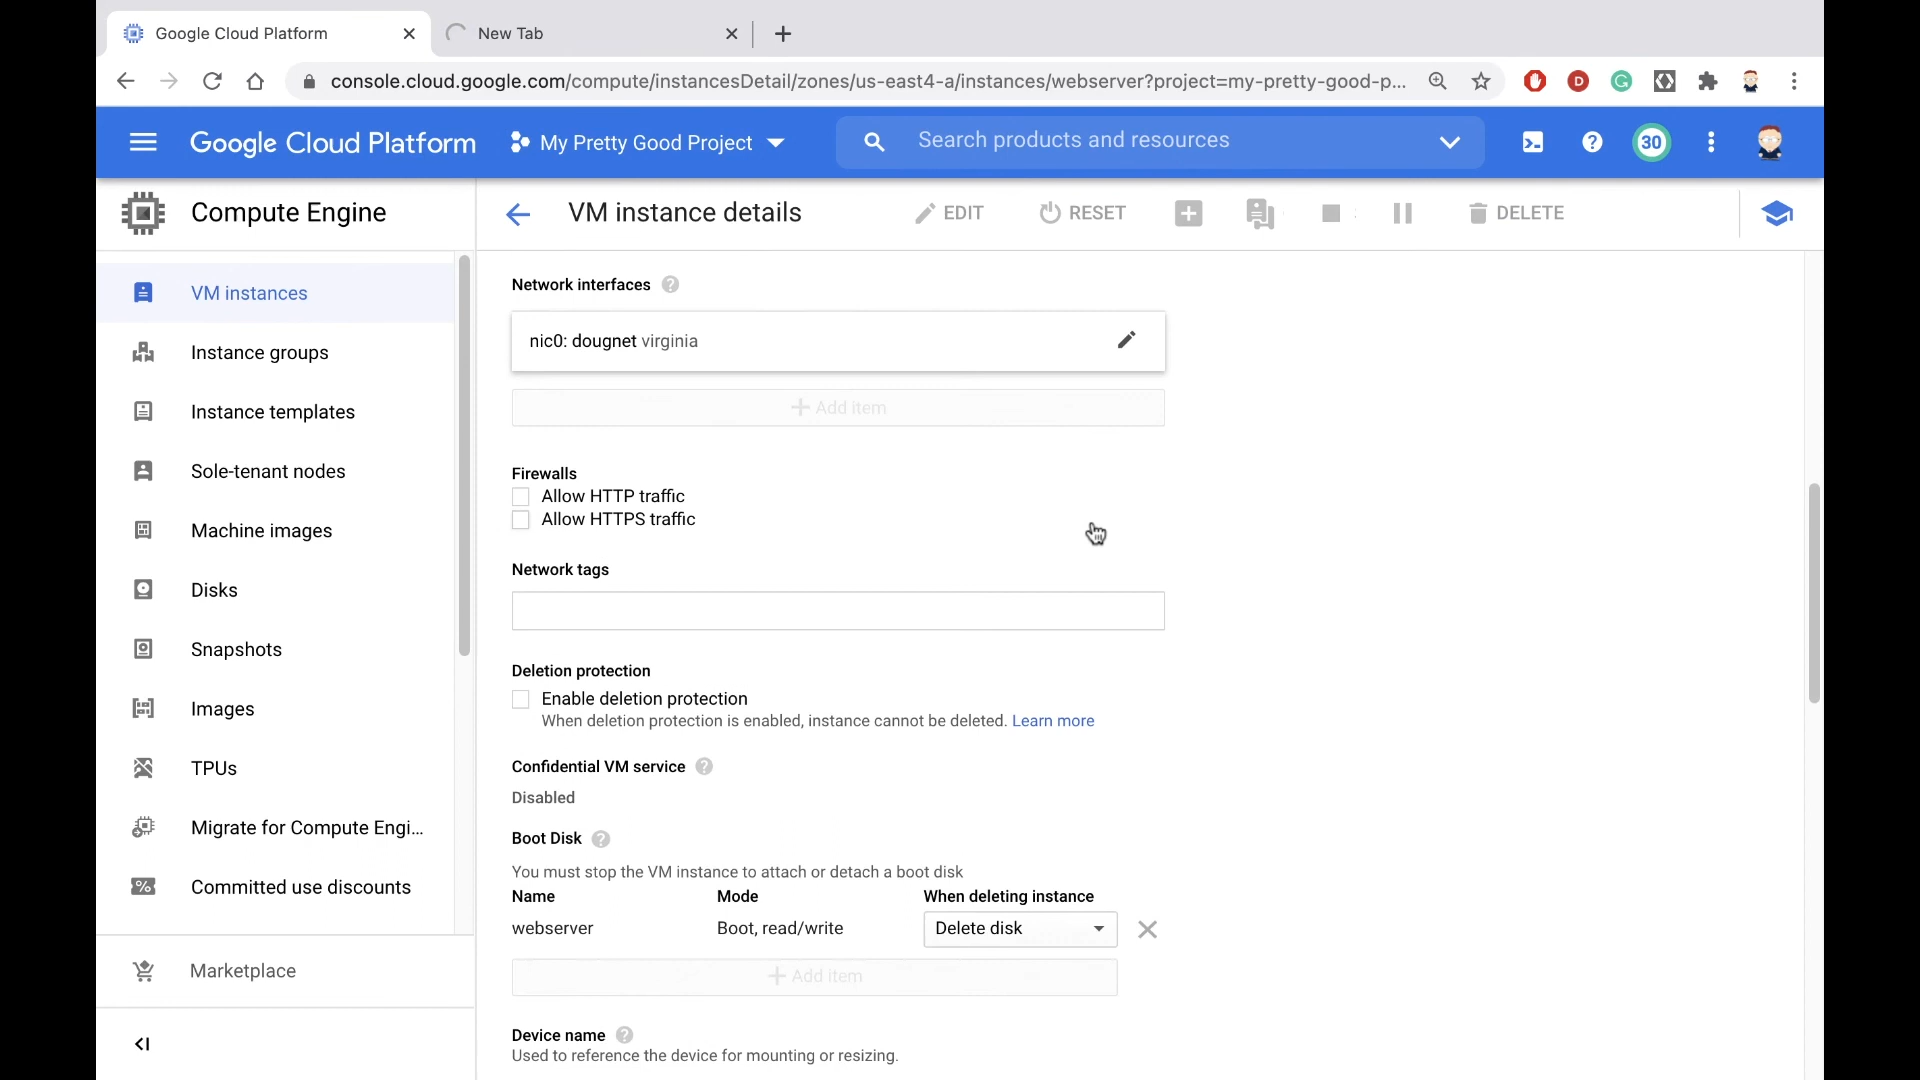 Google Cloud Platform
New Tab
console.cloud.google.com/compute/instancesDetail/zones/us-east4-a/instances/webserver?project=my-pretty-good-p...
D
G
Google Cloud Platform
My Pretty Good Project
Search products and resources
30
Compute Engine
VM instance details
EDIT
RESET
DELETE
VM instances
Instance groups
Instance templates
Sole-tenant nodes
Machine images
Disks
Snapshots
Images
TPUs
Migrate for Compute Engi...
Committed use discounts
Marketplace
Network interfaces
nic0: dougnet virginia
Add item
Firewalls
Allow HTTP traffic
Allow HTTPS traffic
Network tags
Deletion protection
Enable deletion protection
When deletion protection is enabled, instance cannot be deleted. Learn more
Confidential VM service
Disabled
Boot Disk
You must stop the VM instance to attach or detach a boot disk
Name Mode When deleting instance
webserver Boot, read/write Delete disk
Add item
Device name
Used to reference the device for mounting or resizing.